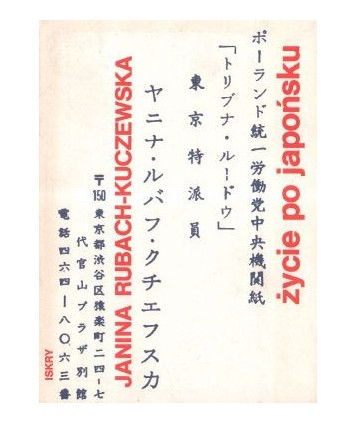 życie po japońsku
ポーランド統一労働党中央機関紙
「トリブナ・ルードウ」
東京特派員
ヤニナ・ルバフ・クチエフスカ
JANINA RUBACH-KUCZEWSKA
〒150 東京都渋谷区猿楽町二四－七
代官山プラザ別館
電話四六四－八〇六三番
ISKRY